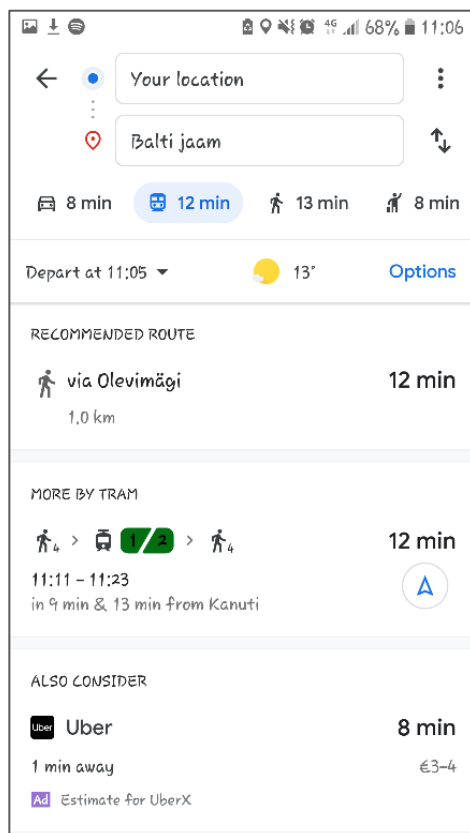 4G 68% 11:06
Your location
Balti jaam
8 min 12 min 13 min 8 min
Depart at 11:05 13° Options
RECOMMENDED ROUTE
via Olevimägi 12 min
1.0 km
MORE BY TRAM
4 > 1/2 > 4 12 min
11:11 – 11:23
in 9 min & 13 min from Kanuti
ALSO CONSIDER
Uber Uber 8 min
1 min away €3-4
Ad Estimate for UberX